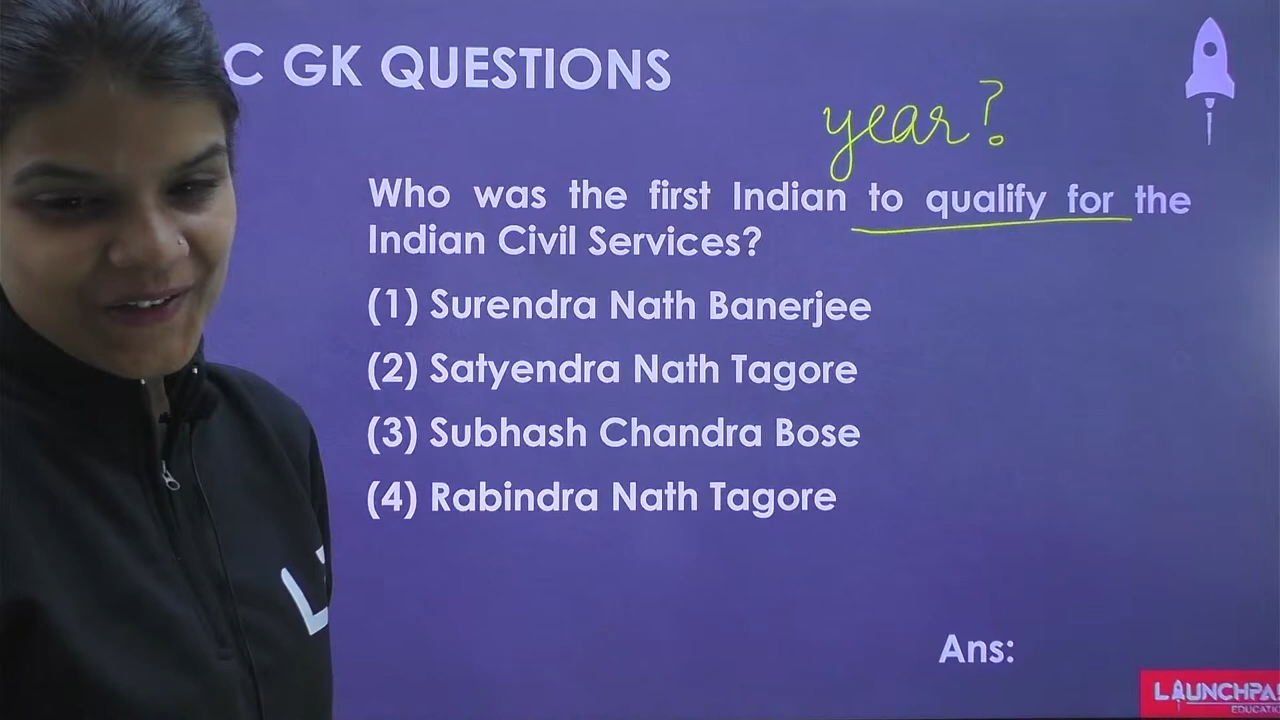 C GK QUESTIONS
year?
Who was the first Indian to qualify for the
Indian Civil Services?
(1) Surendra Nath Banerjee
(2) Satyendra Nath Tagore
(3) Subhash Chandra Bose
(4) Rabindra Nath Tagore
Ans:
LAUNCHPA
EDUCATIO